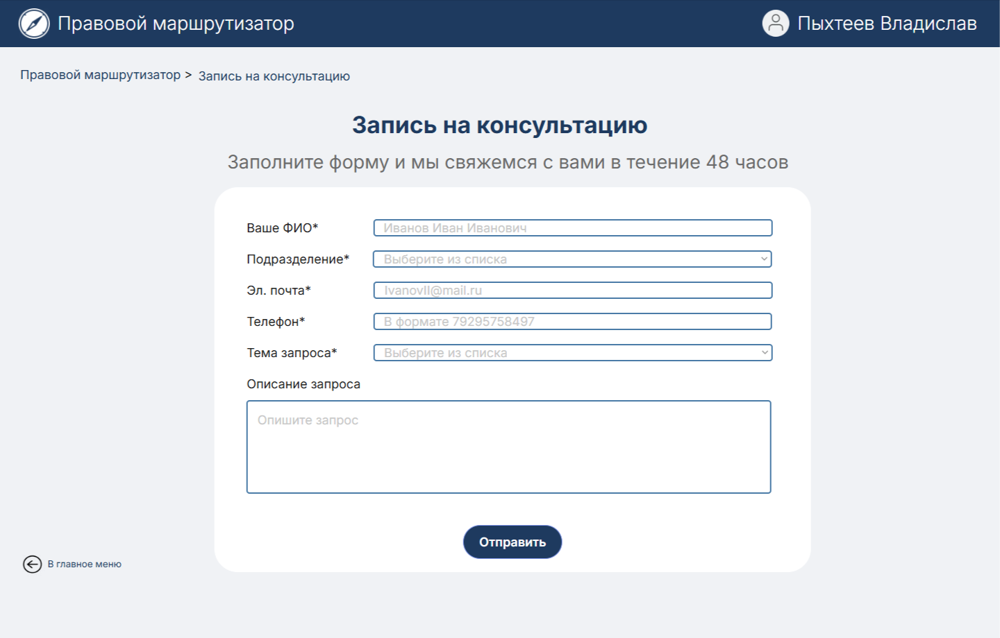 Правовой маршрутизатор
Пыхтеев Владислав
Правовой маршрутизатор > Запись на консультацию
Запись на консультацию
Заполните форму и мы свяжемся с вами в течение 48 часов
Ваше ФИО* Иванов Иван Иванович
Подразделение* Выберите из списка
Эл. почта* IvanovII@mail.ru
Телефон* В формате 79295758497
Тема запроса* Выберите из списка
Описание запроса
Опишите запрос
Отправить
В главное меню